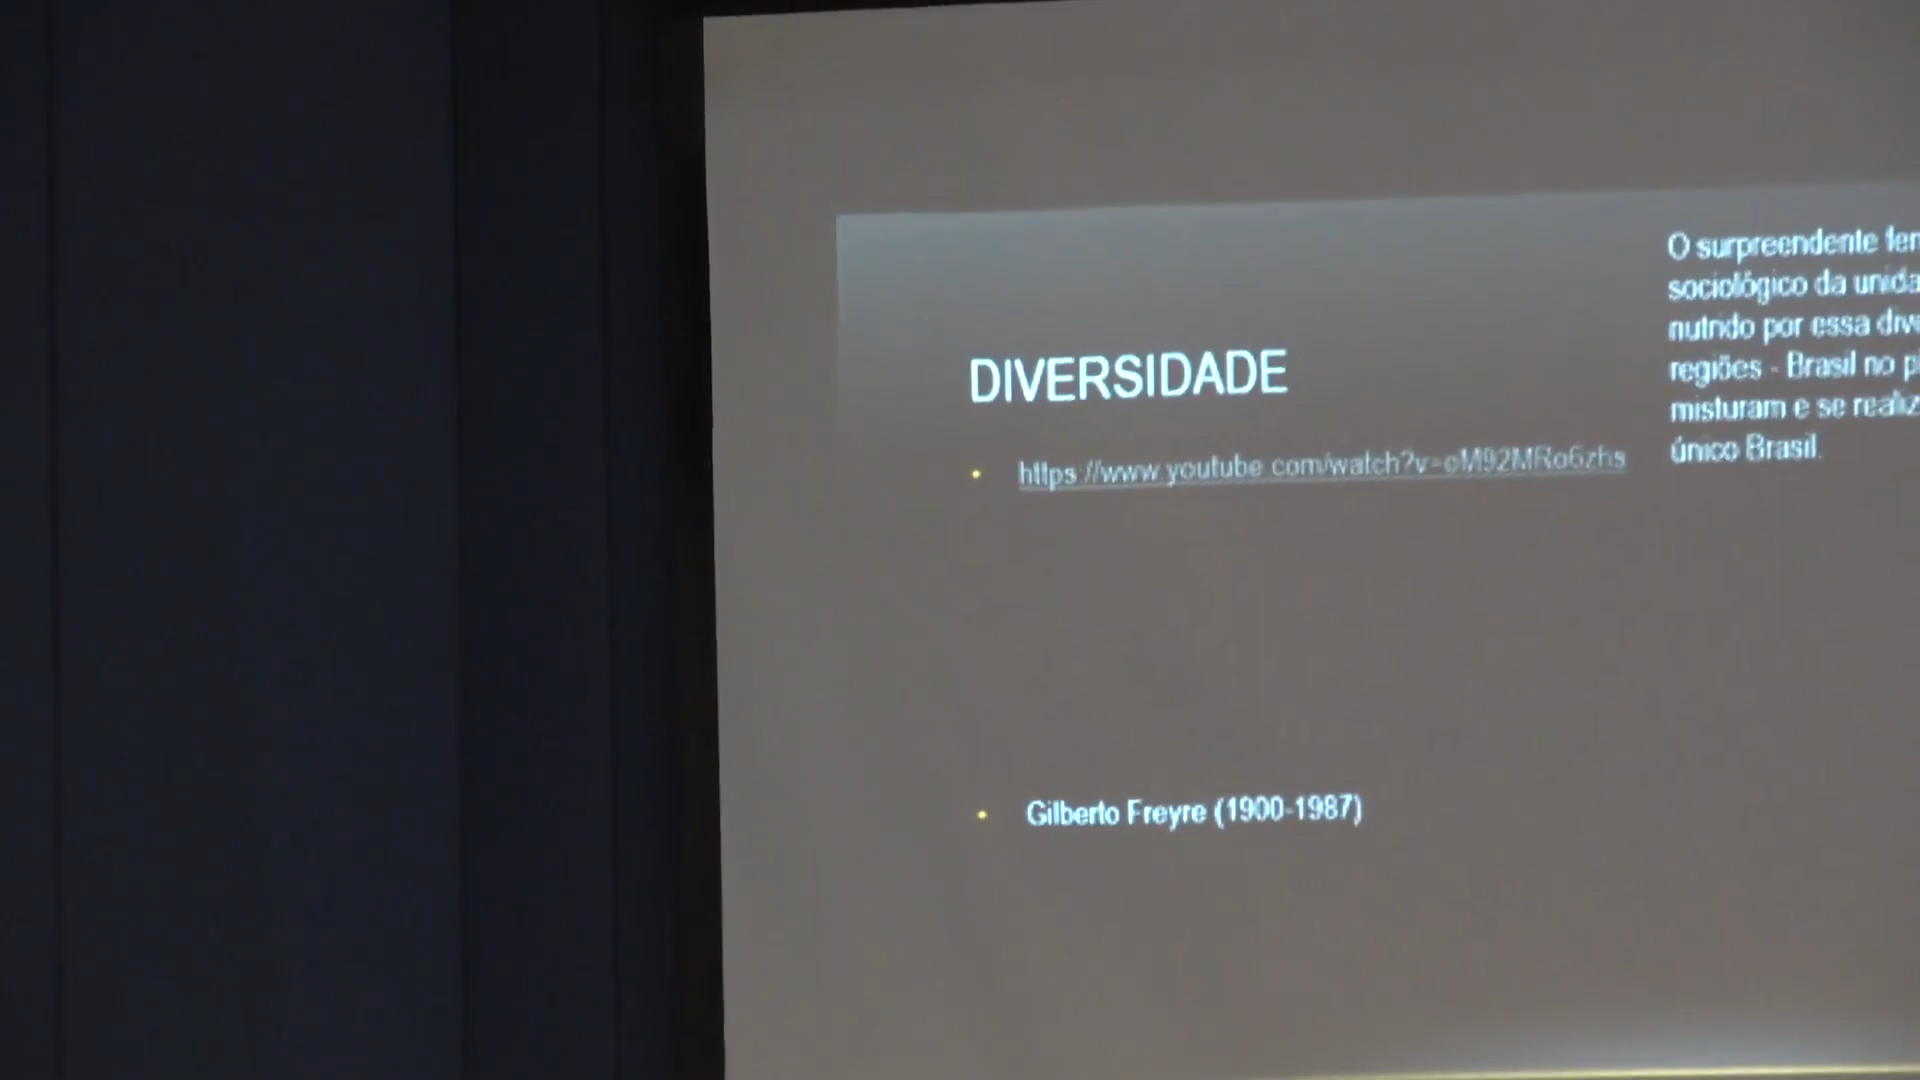 DIVERSIDADE
https://www.youtube.com/watch?v=oM92MRo6zhs
Gilberto Freyre (1900-1987)
O surpreendente
sociológico da
nutrido por essa
regiões - Brasil no
misturam e se
único Brasil.